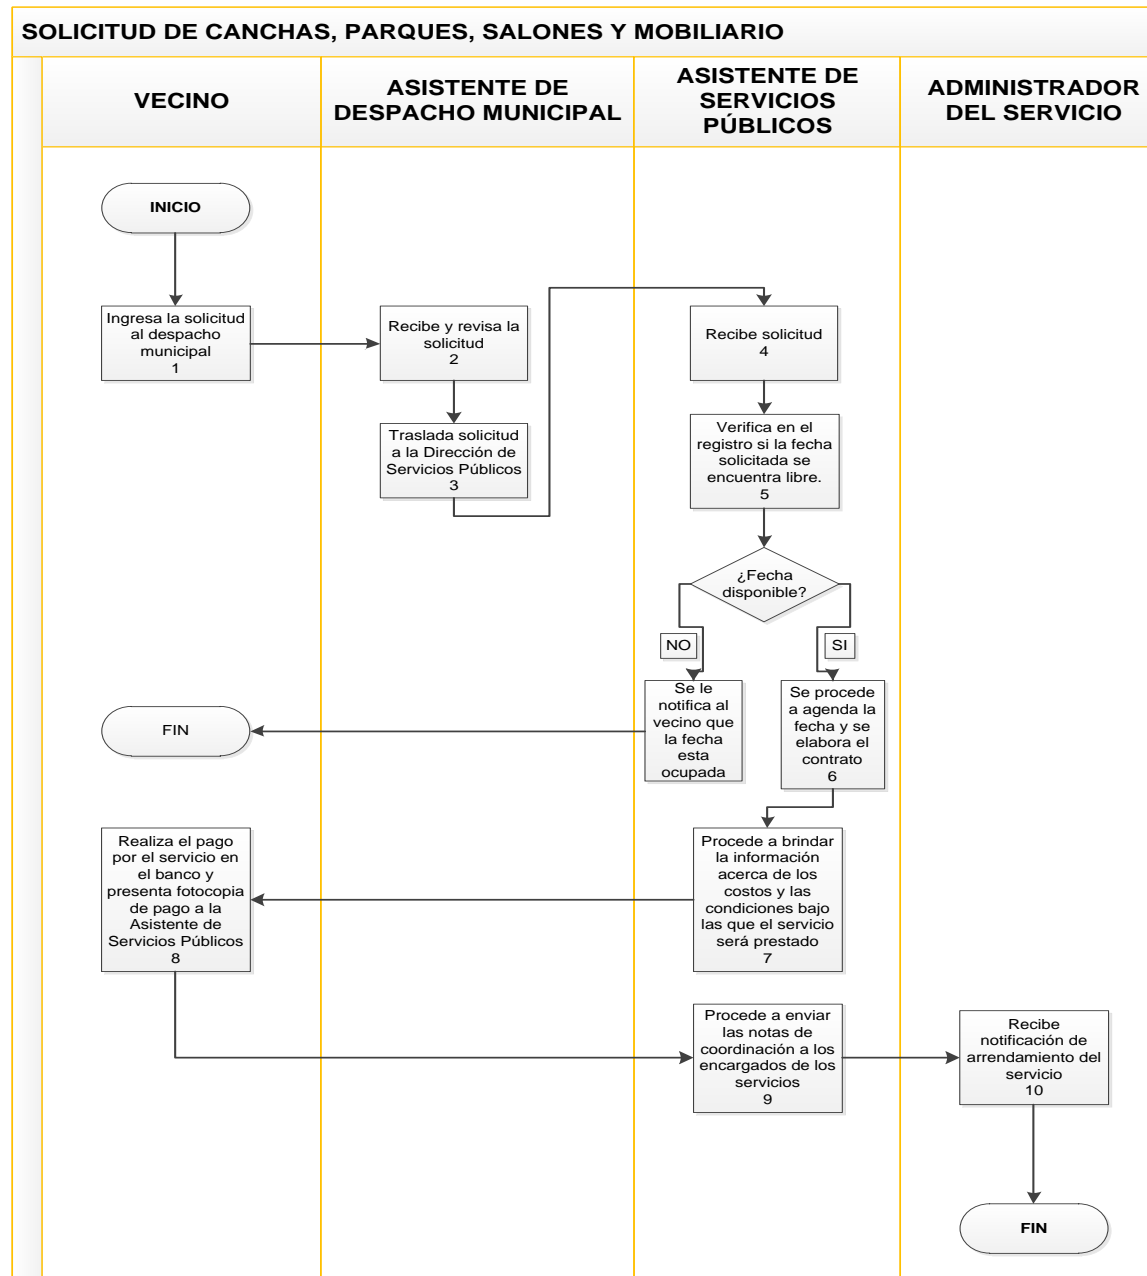 SOLICITUD DE CANCHAS, PARQUES, SALONES Y MOBILIARIO
VECINO
ASISTENTE DE
DESPACHO MUNICIPAL
ASISTENTE DE
SERVICIOS
PÚBLICOS
ADMINISTRADOR
DEL SERVICIO
INICIO
Ingresa la solicitud
al despacho
municipal
1
Recibe y revisa la
solicitud
2
Traslada solicitud
a la Dirección de
Servicios Públicos
3
Recibe solicitud
4
Verifica en el
registro si la fecha
solicitada se
encuentra libre.
5
¿Fecha
disponible?
NO
SI
Se le
notifica al
vecino que
la fecha
esta
ocupada
FIN
Se procede
a agenda la
fecha y se
elabora el
contrato
6
Procede a brindar
la información
acerca de los
costos y las
condiciones bajo
las que el servicio
será prestado
7
Realiza el pago
por el servicio en
el banco y
presenta fotocopia
de pago a la
Asistente de
Servicios Públicos
8
Procede a enviar
las notas de
coordinación a los
encargados de los
servicios
9
Recibe
notificación de
arrendamiento del
servicio
10
FIN